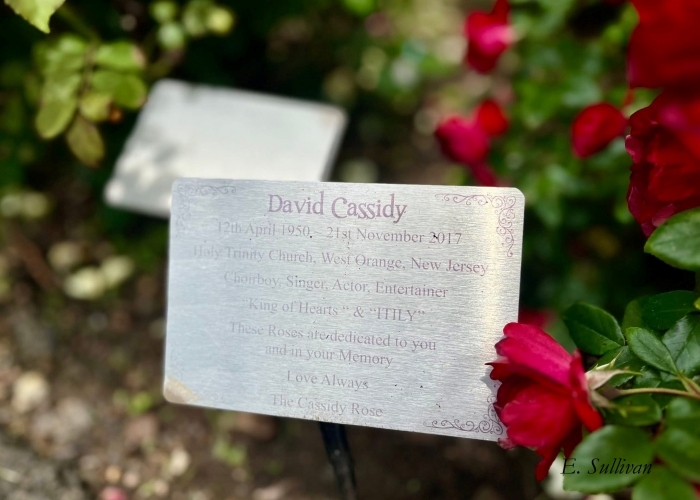 David Cassidy
12th April 1950. 21st November 2017
Holy Trinity Church, West Orange, New Jersey
Choirboy, Singer, Actor, Entertainer
"King of Hearts" & "ITILY"
These Roses are dedicated to you
and in your Memory
Love Always
The Cassidy Rose
E. Sullivan